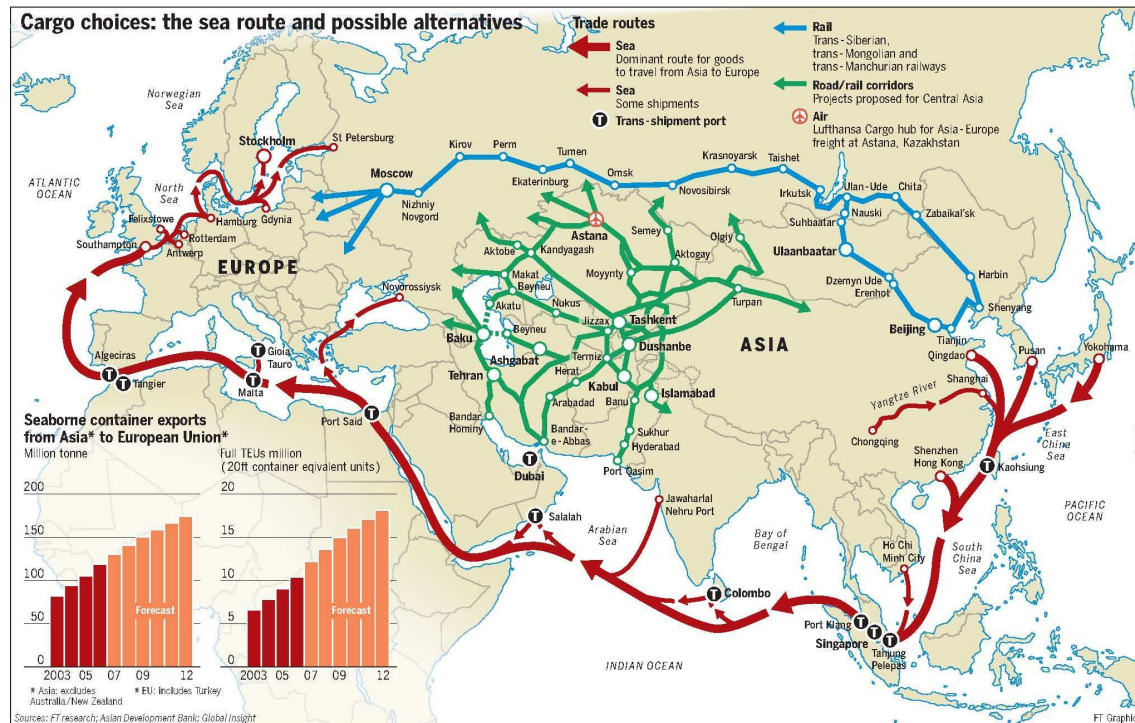 Cargo choices: the sea route and possible alternatives
Trade routes
Sea
Dominant route for goods
to travel from Asia to Europe
Sea
Some shipments
T Trans-shipment port
Rail
Trans-Siberian,
trans-Mongolian and
trans-Manchurian railways
Road/rail corridors
Projects proposed for Central Asia
Air
Lufthansa Cargo hub for Asia-Europe
freight at Astana, Kazakhstan
Norwegian
Sea
Stockholm
St Petersburg
ATLANTIC
OCEAN
North
Sea
Felixstowe
Hamburg
Gdynia
Southampton
Rotterdam
Antwerp
EUROPE
Moscow
Nizhniy
Novgord
Kirov
Perm
Ekaterinburg
Tumen
Omsk
Novosibirsk
Krasnoyarsk
Taishet
Irkutsk
Ulan-Ude
Chita
Nauski
Suhbaatar
Zabaikal'sk
Ulaanbaatar
Dzemyn Ude
Erenhot
Harbin
Shenyang
Beijing
Tianjin
Qingdao
Pusan
Yokohama
Astana
Aktobe
Kandyagash
Semey
Olgiy
Makat
Beyneu
Moyynty
Aktogay
Novorossiysk
Akatu
Nukus
Turpan
Jizzax
Tashkent
Baku
Beyneu
Dushanbe
Ashgabat
Termiz
ASIA
Tehran
Herat
Kabul
Islamabad
Arabadad
Banu
Bandar
Hominy
Bandar-
e-Abbas
Sukhur
Hyderabad
Port Qasim
Dubai
T
Algeciras
T
T
Tangier
Gioia
Tauro
T
T
Malta
Port Said
T
Shanghai
Yangtze River
Chongqing
East
China
Sea
Shenzhen
Hong Kong
T
Kaohsiung
PACIFIC
OCEAN
Jawaharlal
Nehru Port
Salalah
T
Arabian
Sea
Bay of
Bengal
Ho Chi
Minh City
South
China
Sea
T
Colombo
Port Klang
T
Singapore
T
T
Tanjung
Pelepas
INDIAN OCEAN
Seaborne container exports
from Asia* to European Union*
Million tonne
200
150
100
50
0
Forecast
2003 05 07 12
Full TEUs million
(20ft container eqivalent units)
20
15
10
5
0
Forecast
2003 05 07 12
* Asia: excludes
Australia/New Zealand
* EU: includes Turkey
Sources: FT research; Asian Development Bank; Global Insight
FT Graphic